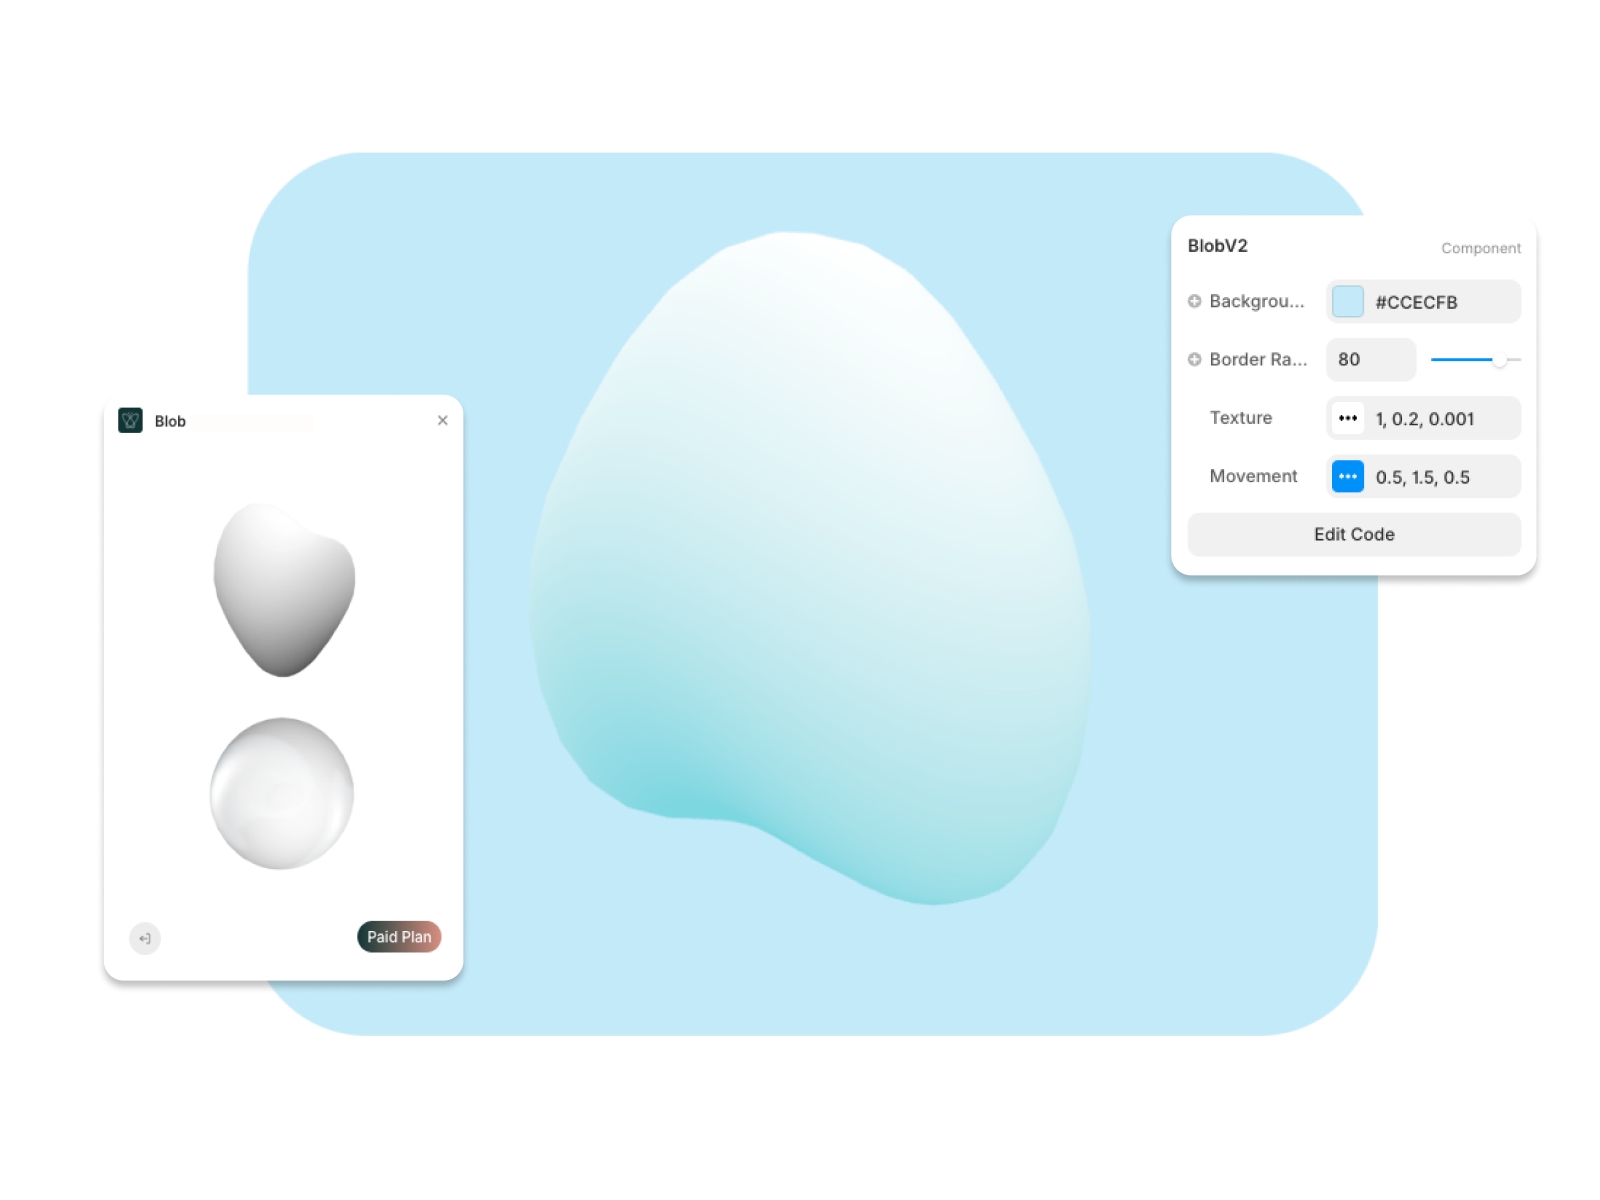 BlobV2
Component
Backgrou...
#CCECFB
Border Ra...
80
Texture
1, 0.2, 0.001
Movement
0.5, 1.5, 0.5
Edit Code
Blob
Paid Plan